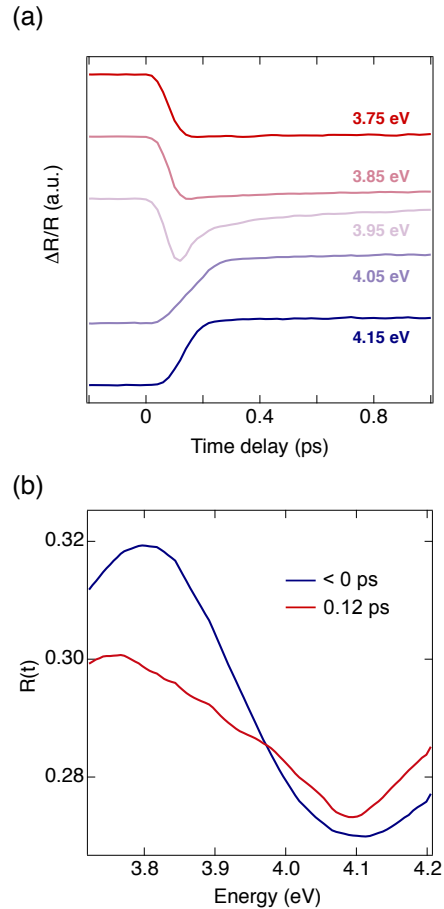 (a)
3.75 eV
3.85 eV
3.95 eV
4.05 eV
4.15 eV
ΔR/R (a.u.)
0 0.4 0.8
Time delay (ps)
(b)
0.32
0.30
0.28
< 0 ps
0.12 ps
R(t)
3.8 3.9 4.0 4.1 4.2
Energy (eV)